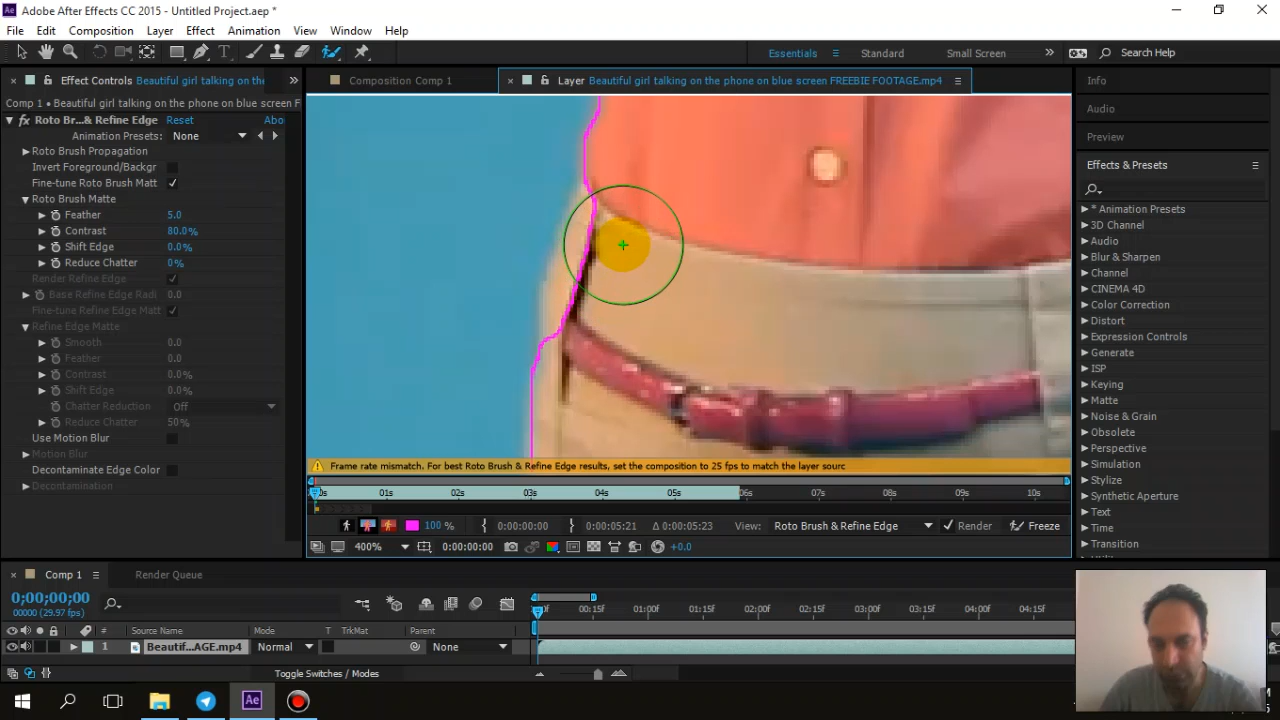 Ae
Adobe After Effects CC 2015 - Untitled Project.aep *
File Edit Composition Layer Effect Animation View Window Help
Essentials Standard Small Screen Search Help
Effect Controls Beautiful girl talking on the
Composition Comp 1
Layer Beautiful girl talking on the phone on blue screen FREEBIE FOOTAGE.mp4
Comp 1 • Beautiful girl talking on the phone on blue screen F
fx Roto Br...& Refine Edge Reset Abo
Animation Presets: None
Roto Brush Propagation
Invert Foreground/Backgr
Fine-tune Roto Brush Matt
Roto Brush Matte
Feather 5.0
Contrast 80.0%
Shift Edge 0.0%
Reduce Chatter 0%
Render Refine Edge
Base Refine Edge Radi 0.0
Fine-tune Refine Edge Matt
Refine Edge Matte
Smooth 0.0
Feather 0.0
Contrast 0.0%
Shift Edge 0.0%
Chatter Reduction Off
Reduce Chatter 50%
Use Motion Blur
Motion Blur
Decontaminate Edge Color
Decontamination
Info
Audio
Preview
Effects & Presets
* Animation Presets
3D Channel
Audio
Blur & Sharpen
Channel
CINEMA 4D
Color Correction
Distort
Expression Controls
Generate
ISP
Keying
Matte
Noise & Grain
Obsolete
Perspective
Simulation
Stylize
Synthetic Aperture
Text
Time
Transition
Frame rate mismatch. For best Roto Brush & Refine Edge results, set the composition to 25 fps to match the layer sourc
01s 02s 03s 04s 05s 06s 07s 08s 09s 10s
100 % 0:00:00:00 0:00:05:21 Δ 0:00:05:23 View: Roto Brush & Refine Edge Render Freeze
400% 0:00:00:00 +0.0
Comp 1 Render Queue
0;00;00;00
00000 (29.97 fps)
00:15f 01:00f 01:15f 02:00f 02:15f 03:00f 03:15f 04:00f 04:15f
# Source Name Mode T TrkMat Parent
1 Beautif...AGE.mp4 Normal None
Toggle Switches / Modes
Ae